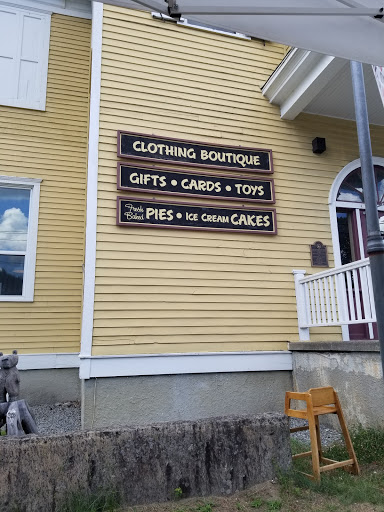 CLOTHING BOUTIQUE
GIFTS • CARDS • TOYS
Fresh Baked PIES • ICE CREAM CAKES